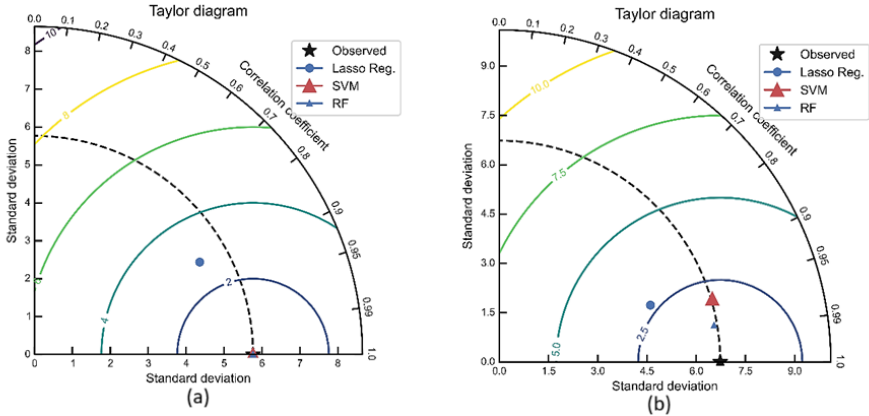 Taylor diagram
Observed
Lasso Reg.
SVM
RF
Correlation coefficient
0.0 0.1 0.2 0.3 0.4 0.5 0.6 0.7 0.8 0.9 0.95 0.99 1.0
Standard deviation
8
7
6
5
4
3
2
1
0
10
8
6
4
2
0 1 2 3 4 5 6 7 8
Standard deviation
(a)
Taylor diagram
Observed
Lasso Reg.
SVM
RF
Correlation coefficient
0.0 0.1 0.2 0.3 0.4 0.5 0.6 0.7 0.8 0.9 0.95 0.99 1.0
Standard deviation
9.0
7.5
6.0
4.5
3.0
1.5
0.0
10.0
7.5
5.0
2.5
0.0 1.5 3.0 4.5 6.0 7.5 9.0
Standard deviation
(b)